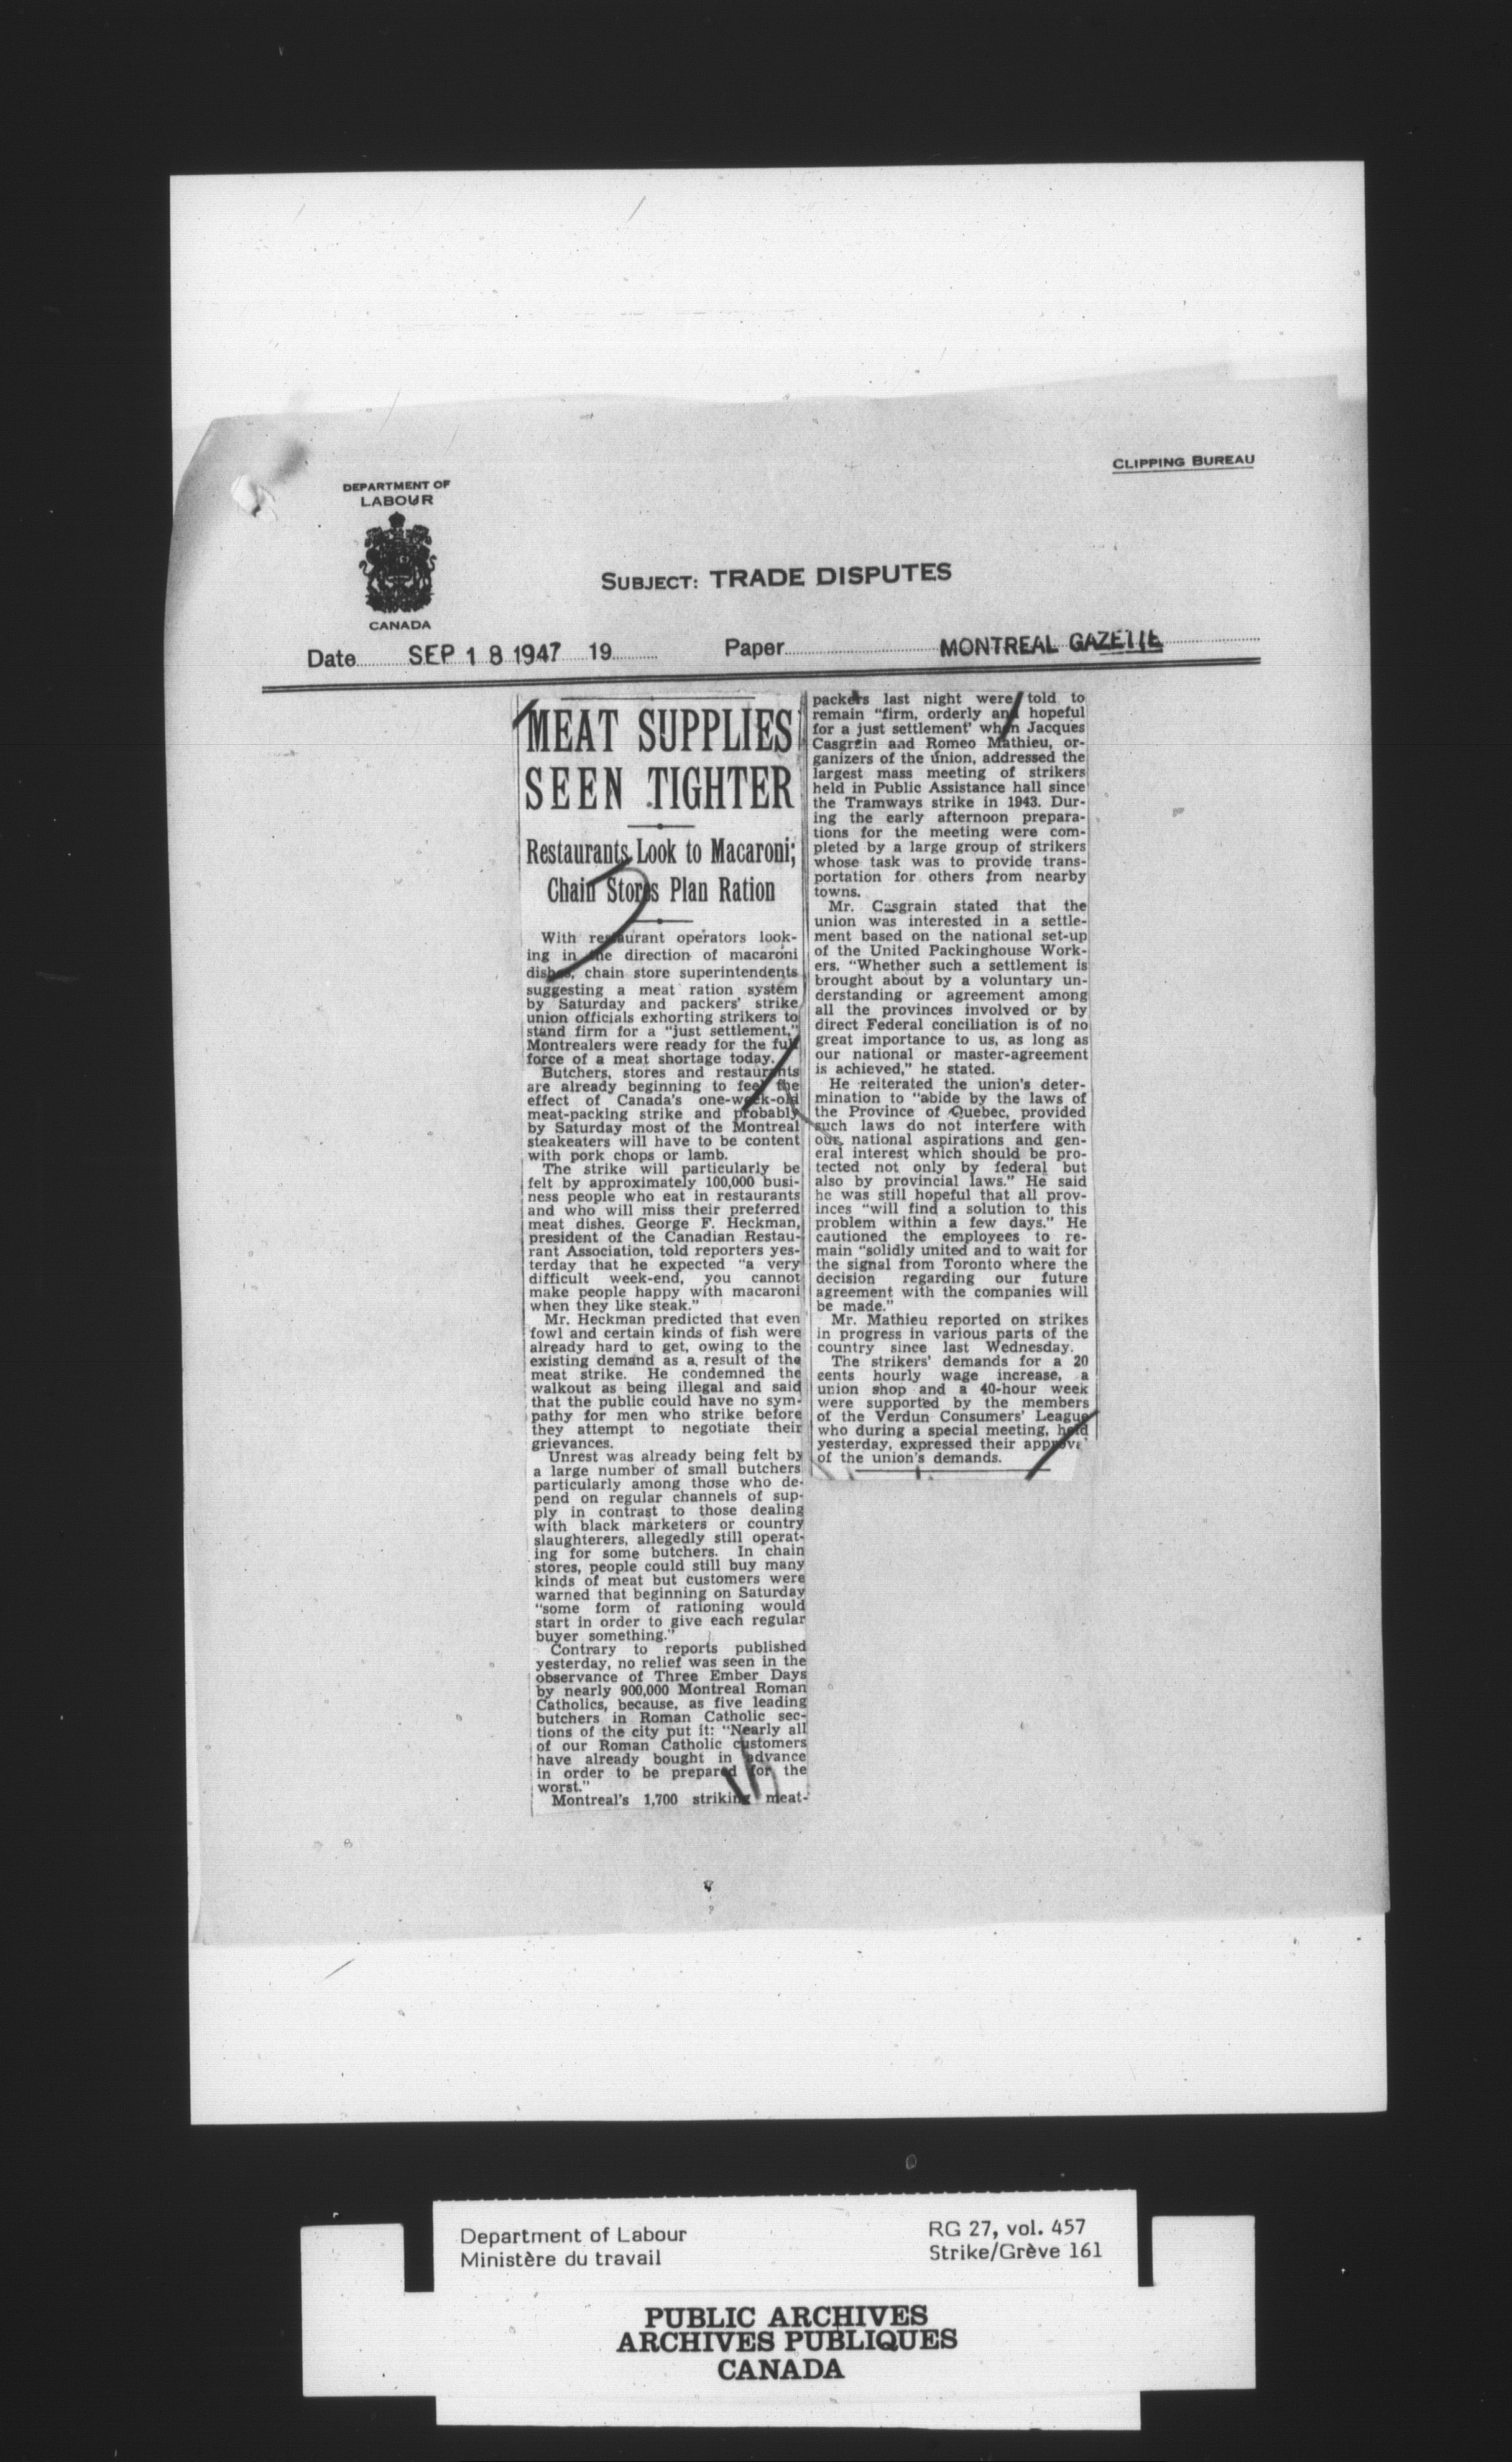 CLIPPING BUREAU
DEPARTMENT OF
LABOUR
CANADA
SUBJECT: TRADE DISPUTES
Date SEP 18 1947 19 Paper MONTREAL GAZETTE
MEAT SUPPLIES
SEEN TIGHTER
Restaurants Look to Macaroni;
Chain Stores Plan Ration
With restaurant operators look-
ing in the direction of macaroni
dishes, chain store superintendents
suggesting a meat ration system
by Saturday and packers' strike
union officials exhorting strikers to
stand firm for a "just settlement,"
Montrealers were ready for the full
force of a meat shortage today.
Butchers, stores and restaurants
are already beginning to feel the
effect of Canada's one-week-old
meat-packing strike and probably
by Saturday most of the Montreal
steakeaters will have to be content
with pork chops or lamb.
The strike will particularly be
felt by approximately 100,000 busi-
ness people who eat in restaurants
and who will miss their preferred
meat dishes. George F. Heckman,
president of the Canadian Restau-
rant Association, told reporters yes-
terday that he expected "a very
difficult week-end, you cannot
make people happy with macaroni
when they like steak."
Mr. Heckman predicted that even
fowl and certain kinds of fish were
already hard to get, owing to the
existing demand as a result of the
meat strike. He condemned the
walkout as being illegal and said
that the public could have no sym-
pathy for men who strike before
they attempt to negotiate their
grievances.
Unrest was already being felt by
a large number of small butchers
particularly among those who de-
pend on regular channels of sup-
ply in contrast to those dealing
with black marketers or country
slaughterers, allegedly still operat-
ing for some butchers. In chain
stores, people could still buy many
kinds of meat but customers were
warned that beginning on Saturday
"some form of rationing would
start in order to give each regular
buyer something."
Contrary to reports published
yesterday, no relief was seen in the
observance of Three Ember Days
by nearly 900,000 Montreal Roman
Catholics, because, as five leading
butchers in Roman Catholic sec-
tions of the city put it: "Nearly all
of our Roman Catholic customers
have already bought in advance
in order to be prepared for the
worst."
Montreal's 1,700 striking meat-
packers last night were told to
remain "firm, orderly and hopeful
for a just settlement' when Jacques
Casgrain and Romeo Mathieu, or-
ganizers of the union, addressed the
largest mass meeting of strikers
held in Public Assistance hall since
the Tramways strike in 1943. Dur-
ing the early afternoon prepara-
tions for the meeting were com-
pleted by a large group of strikers
whose task was to provide trans-
portation for others from nearby
towns.
Mr. Casgrain stated that the
union was interested in a settle-
ment based on the national set-up
of the United Packinghouse Work-
ers. "Whether such a settlement is
brought about by a voluntary un-
derstanding or agreement among
all the provinces involved or by
direct Federal conciliation is of no
great importance to us, as long as
our national or master-agreement
is achieved," he stated.
He reiterated the union's deter-
mination to "abide by the laws of
the Province of Quebec, provided
such laws do not interfere with
our national aspirations and gen-
eral interest which should be pro-
tected not only by federal but
also by provincial laws." He said
he was still hopeful that all prov-
inces "will find a solution to this
problem within a few days." He
cautioned the employees to re-
main "solidly united and to wait for
the signal from Toronto where the
decision regarding our future
agreement with the companies will
be made."
Mr. Mathieu reported on strikes
in progress in various parts of the
country since last Wednesday.
The strikers' demands for a 20
cents hourly wage increase, a
union shop and a 40-hour week
were supported by the members
of the Verdun Consumers' League
who during a special meeting, held
yesterday, expressed their approval
of the union's demands.
Department of Labour
Ministère du travail
RG 27, vol. 457
Strike/Grève 161
PUBLIC ARCHIVES
ARCHIVES PUBLIQUES
CANADA